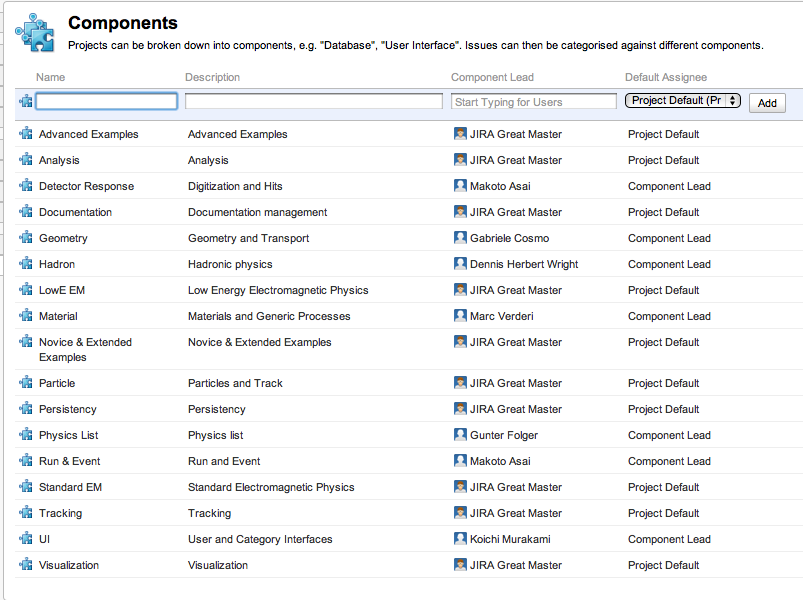 Components
Projects can be broken down into components, e.g. "Database", "User Interface". Issues can then be categorised against different components.
Name Description Component Lead Default Assignee
Start Typing for Users Project Default (Pr Add
Advanced Examples Advanced Examples JIRA Great Master Project Default
Analysis Analysis JIRA Great Master Project Default
Detector Response Digitization and Hits Makoto Asai Component Lead
Documentation Documentation management JIRA Great Master Project Default
Geometry Geometry and Transport Gabriele Cosmo Component Lead
Hadron Hadronic physics Dennis Herbert Wright Component Lead
LowE EM Low Energy Electromagnetic Physics JIRA Great Master Project Default
Material Materials and Generic Processes Marc Verderi Component Lead
Novice & Extended Novice & Extended Examples JIRA Great Master Project Default
Examples
Particle Particles and Track JIRA Great Master Project Default
Persistency Persistency JIRA Great Master Project Default
Physics List Physics list Gunter Folger Component Lead
Run & Event Run and Event Makoto Asai Component Lead
Standard EM Standard Electromagnetic Physics JIRA Great Master Project Default
Tracking Tracking JIRA Great Master Project Default
UI User and Category Interfaces Koichi Murakami Component Lead
Visualization Visualization JIRA Great Master Project Default